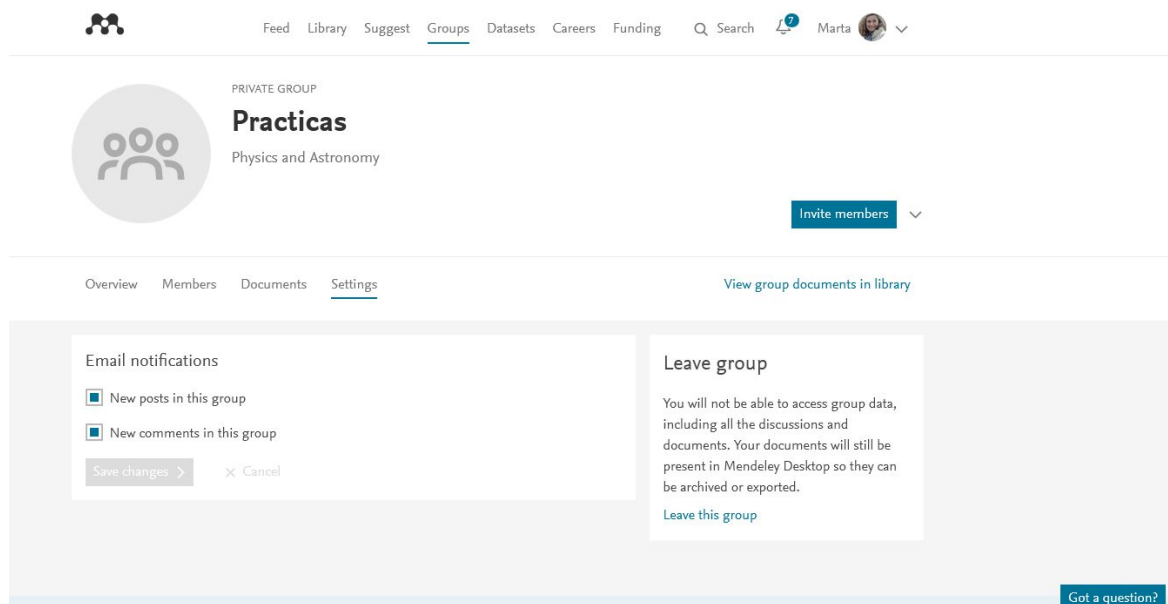 Feed Library Suggest Groups Datasets Careers Funding Search 7 Marta
PRIVATE GROUP
Practicas
Physics and Astronomy
Invite members
Overview Members Documents Settings View group documents in library
Email notifications
New posts in this group
New comments in this group
Save changes Cancel
Leave group
You will not be able to access group data,
including all the discussions and
documents. Your documents will still be
present in Mendeley Desktop so they can
be archived or exported.
Leave this group
Got a question?